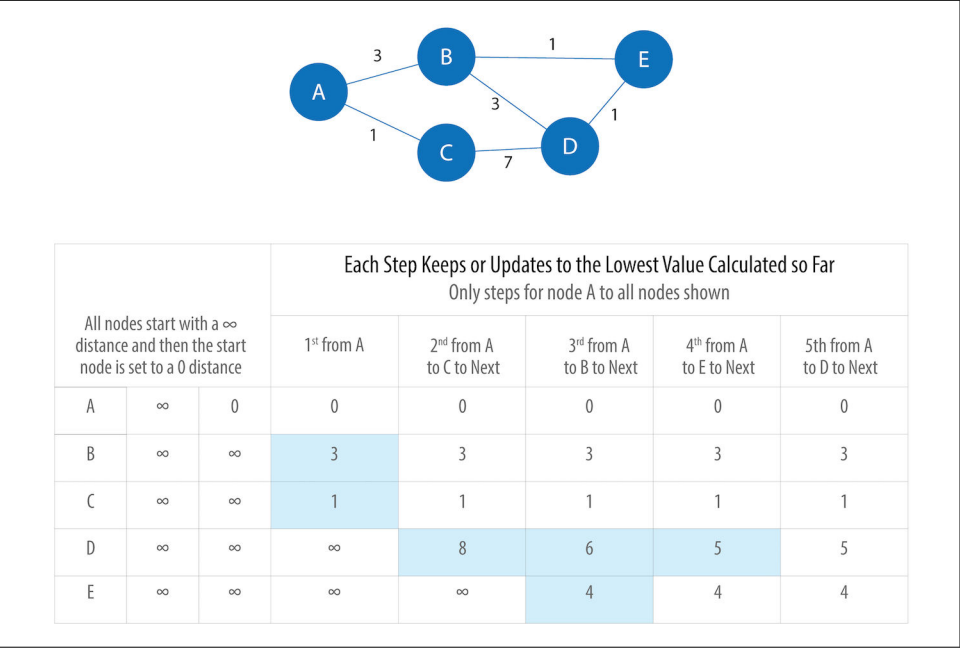 3
B
1
E
A
3
1
1
C
7
D
Each Step Keeps or Updates to the Lowest Value Calculated so Far
Only steps for node A to all nodes shown
All nodes start with a ∞
distance and then the start
node is set to a 0 distance
1st from A
2nd from A
to C to Next
3rd from A
to B to Next
4th from A
to E to Next
5th from A
to D to Next
A ∞ 0 0 0 0 0 0
B ∞ ∞ 3 3 3 3 3
C ∞ ∞ 1 1 1 1 1
D ∞ ∞ ∞ 8 6 5 5
E ∞ ∞ ∞ ∞ 4 4 4